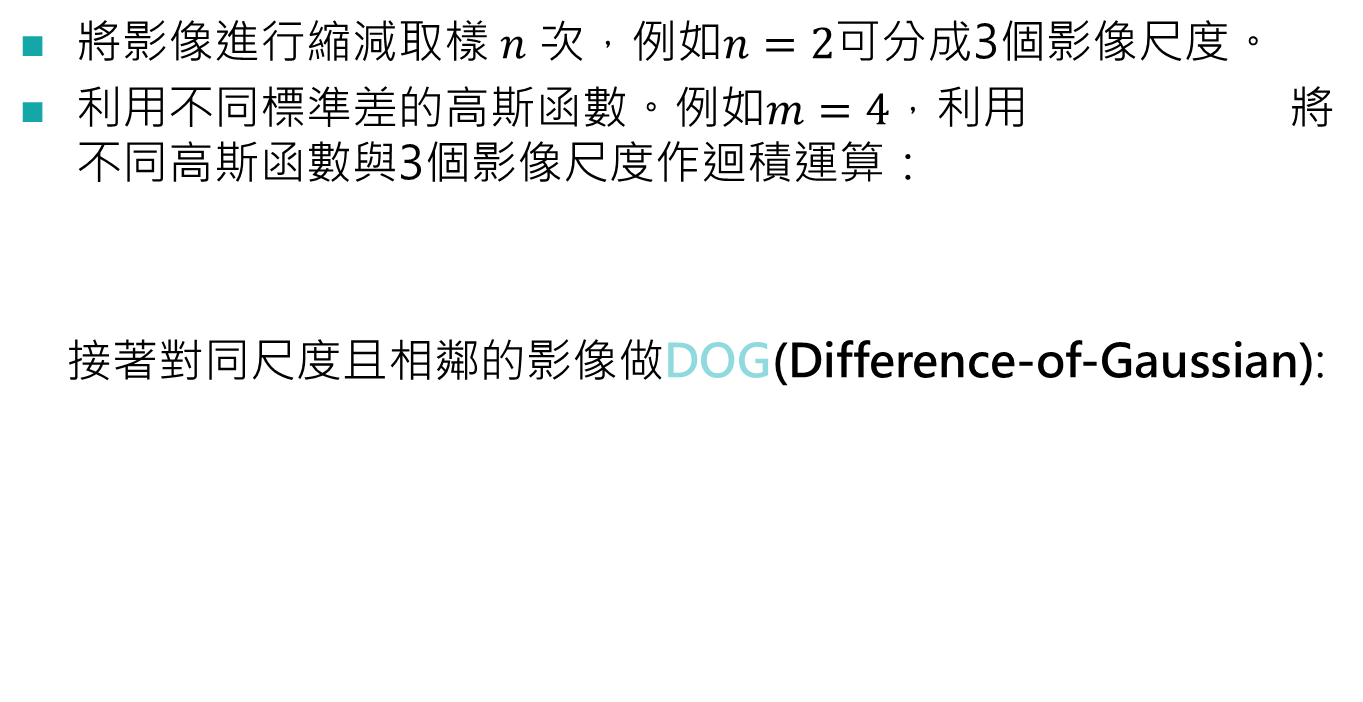 將影像進行縮減取樣 n 次，例如n = 2可分成3個影像尺度。
利用不同標準差的高斯函數。例如m = 4，利用 將
不同高斯函數與3個影像尺度作迴積運算：
接著對同尺度且相鄰的影像做DOG(Difference-of-Gaussian):